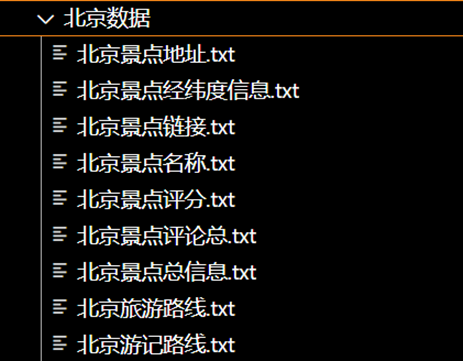 北京数据
北京景点地址.txt
北京景点经纬度信息.txt
北京景点链接.txt
北京景点名称.txt
北京景点评分.txt
北京景点评论总.txt
北京景点总信息.txt
北京旅游路线.txt
北京游记路线.txt